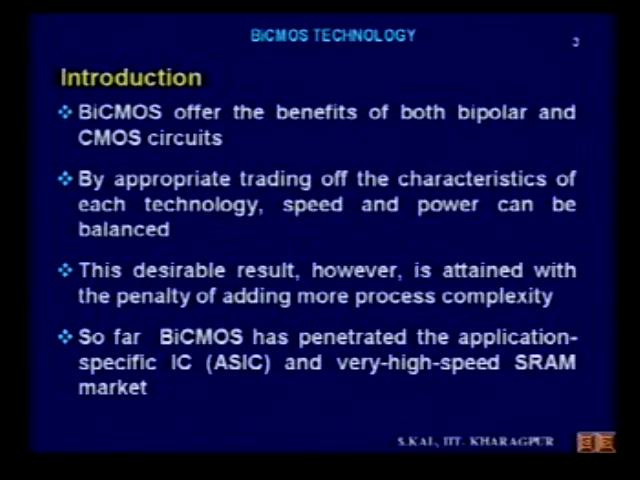 BiCMOS TECHNOLOGY
3
Introduction
BiCMOS offer the benefits of both bipolar and
CMOS circuits
By appropriate trading off the characteristics of
each technology, speed and power can be
balanced
This desirable result, however, is attained with
the penalty of adding more process complexity
So far BiCMOS has penetrated the application-
specific IC (ASIC) and very-high-speed SRAM
market
S.KAL, IIT- KHARAGPUR